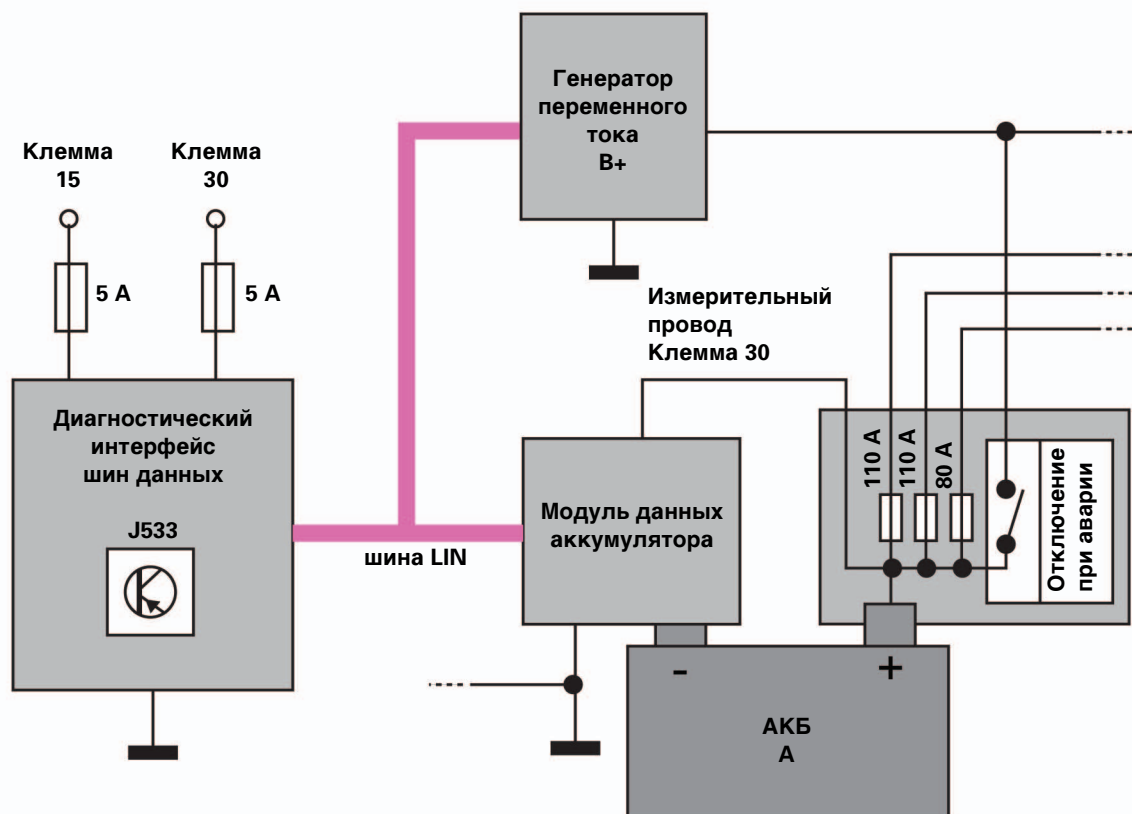 Генератор
переменного
тока
B+
Клемма
15
Клемма
30
5 А
5 А
Измерительный
провод
Клемма 30
Диагностический
интерфейс
шин данных
J533
шина LIN
Модуль данных
аккумулятора
110 А
110 А
80 А
Отключение
при аварии
-
+
АКБ
А